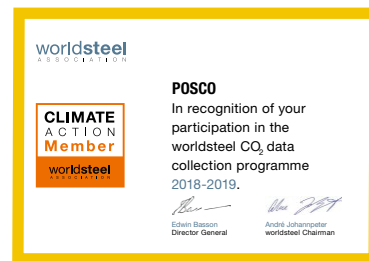 worldsteel
ASSOCIATION
CLIMATE
ACTION
Member
worldsteel
ASSOCIATION
POSCO
In recognition of your
participation in the
worldsteel CO₂ data
collection programme
2018-2019.
Edwin Basson
Director General
André Johannpeter
worldsteel Chairman